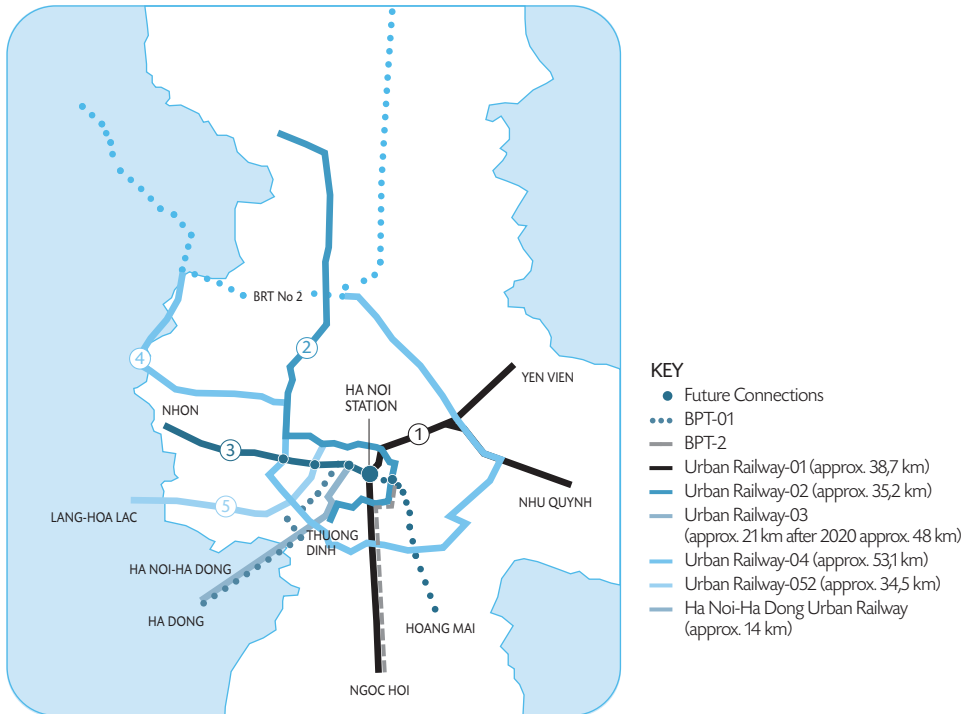 BRT No 2
2
4
HA NOI
STATION
YEN VIEN
NHON
1
3
NHU QUYNH
5
LANG-HOA LAC
THUONG
DINH
HA NOI-HA DONG
HA DONG
HOANG MAI
NGOC HOI
KEY
Future Connections
BPT-01
BPT-2
Urban Railway-01 (approx. 38,7 km)
Urban Railway-02 (approx. 35,2 km)
Urban Railway-03
(approx. 21 km after 2020 approx. 48 km)
Urban Railway-04 (approx. 53,1 km)
Urban Railway-052 (approx. 34,5 km)
Ha Noi-Ha Dong Urban Railway
(approx. 14 km)